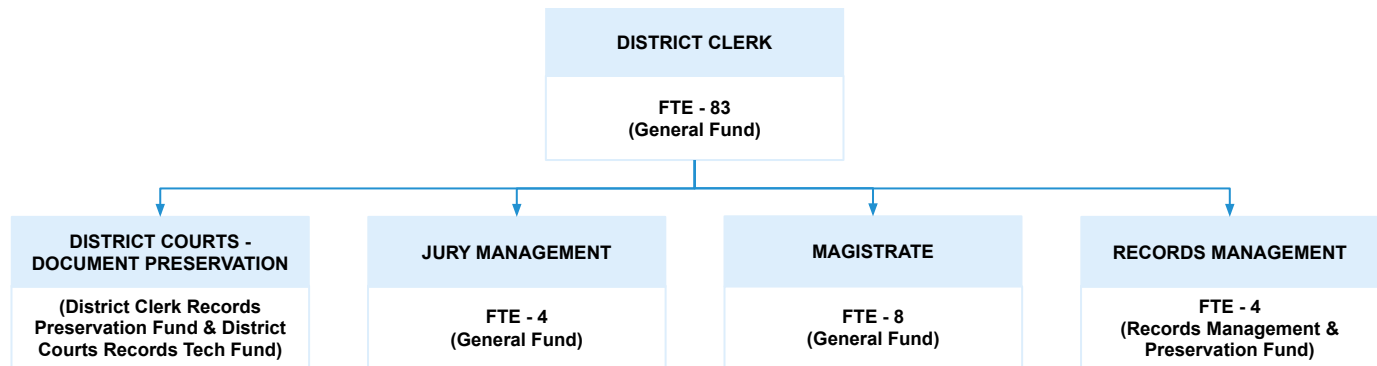 DISTRICT CLERK
FTE - 83
(General Fund)
DISTRICT COURTS -
DOCUMENT PRESERVATION
(District Clerk Records
Preservation Fund & District
Courts Records Tech Fund)
JURY MANAGEMENT
FTE - 4
(General Fund)
MAGISTRATE
FTE - 8
(General Fund)
RECORDS MANAGEMENT
FTE - 4
(Records Management &
Preservation Fund)